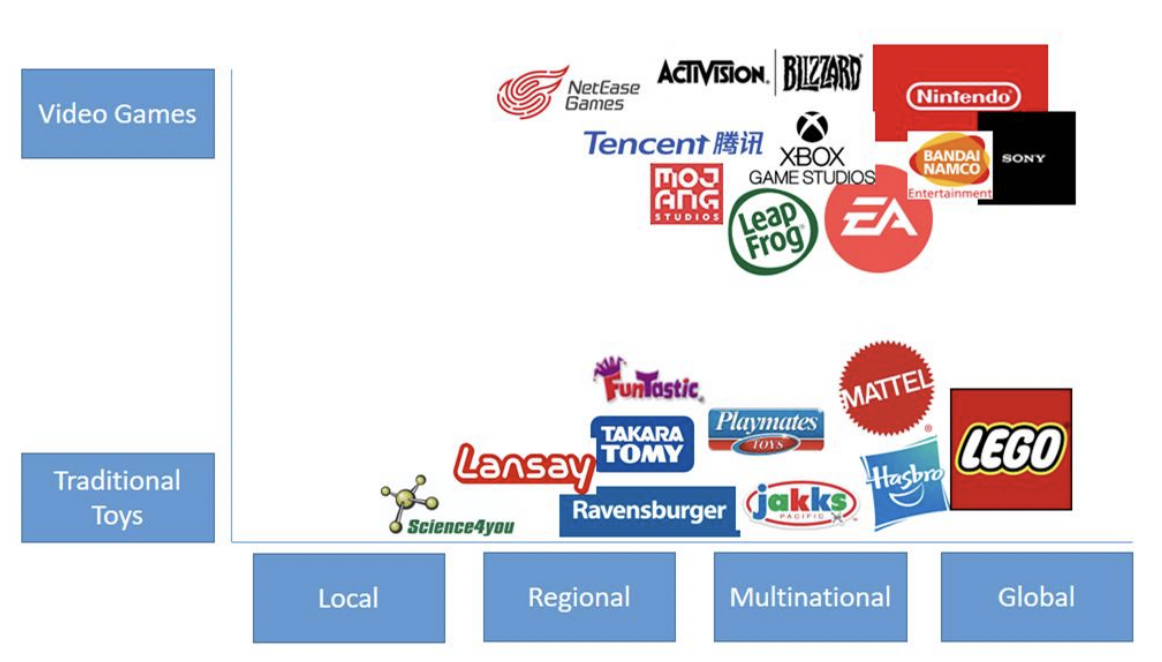 Video Games
NetEase
Games
ACTIVISION.
BLIZZARD
Nintendo
Tencent 腾讯
XBOX
GAME STUDIOS
BANDAI
NAMCO
Entertainment
SONY
MOJ
ANG
STUDIOS
Leap
Frog
EA
FunTastic
MATTEL
TAKARA
TOMY
Playmates
TOYS
LEGO
Lansay
Hasbro
Traditional
Toys
Science4you
Ravensburger
jakks
PACIFIC
Local
Regional
Multinational
Global